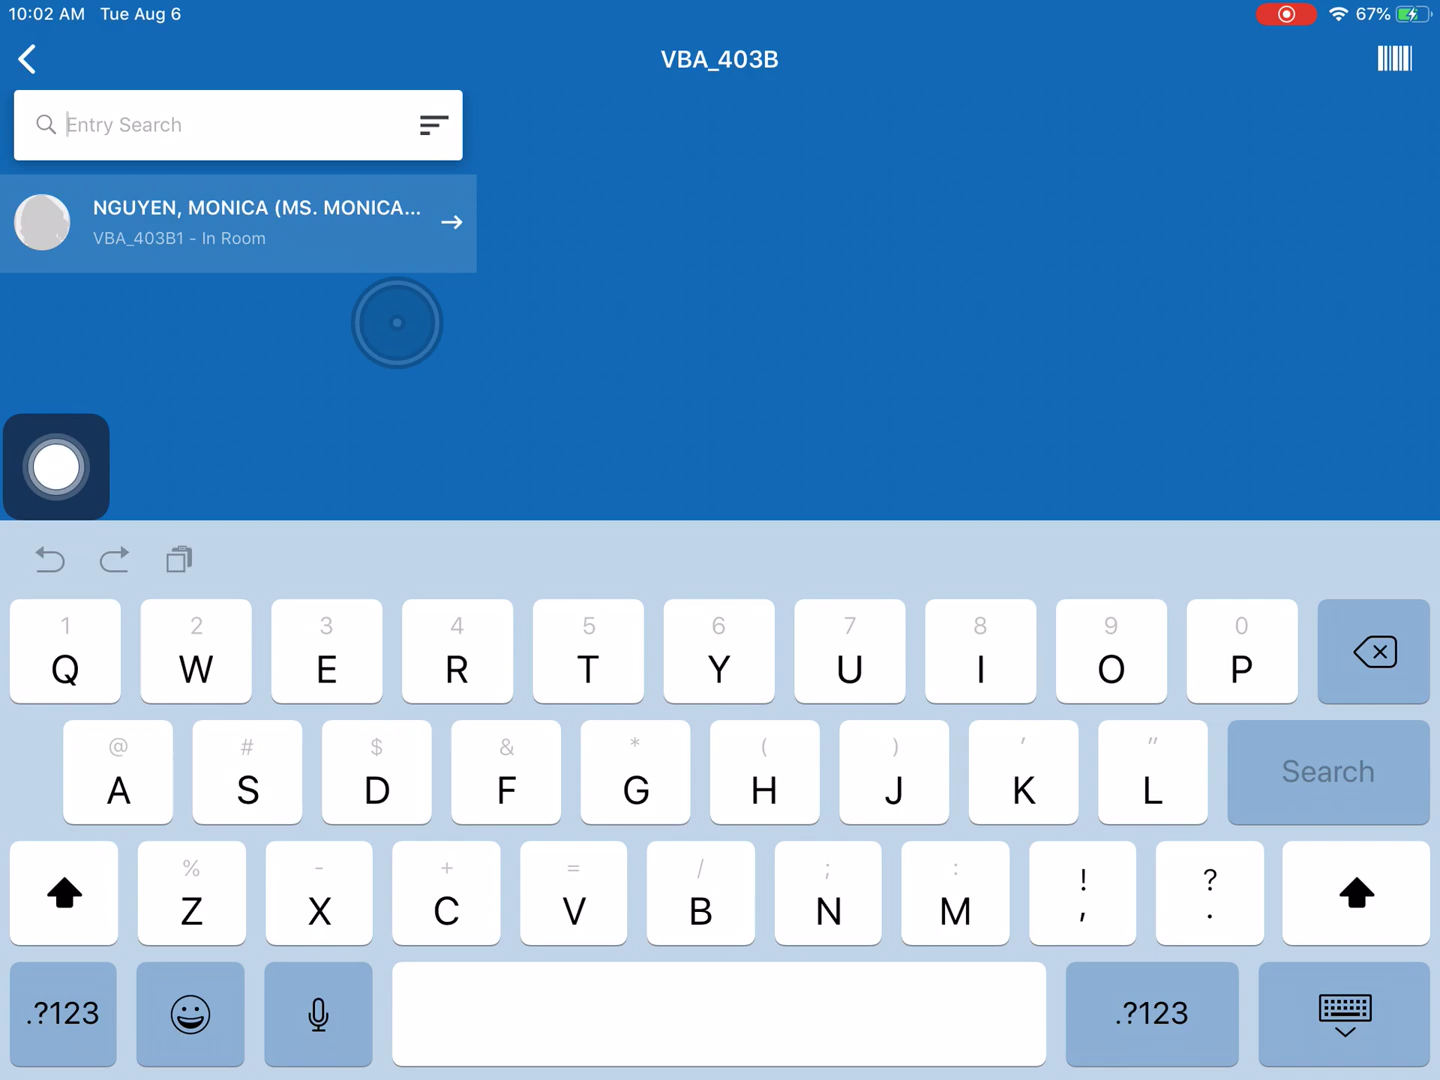 10:02 AM Tue Aug 6 67%
VBA_403B
Entry Search
NGUYEN, MONICA (MS. MONICA...
VBA_403B1 - In Room
1 2 3 4 5 6 7 8 9 0
Q W E R T Y U I O P
@ # $ & * ( ) ' "
A S D F G H J K L Search
% - + = / ; : ! ?
Z X C V B N M , .
.?123 .?123